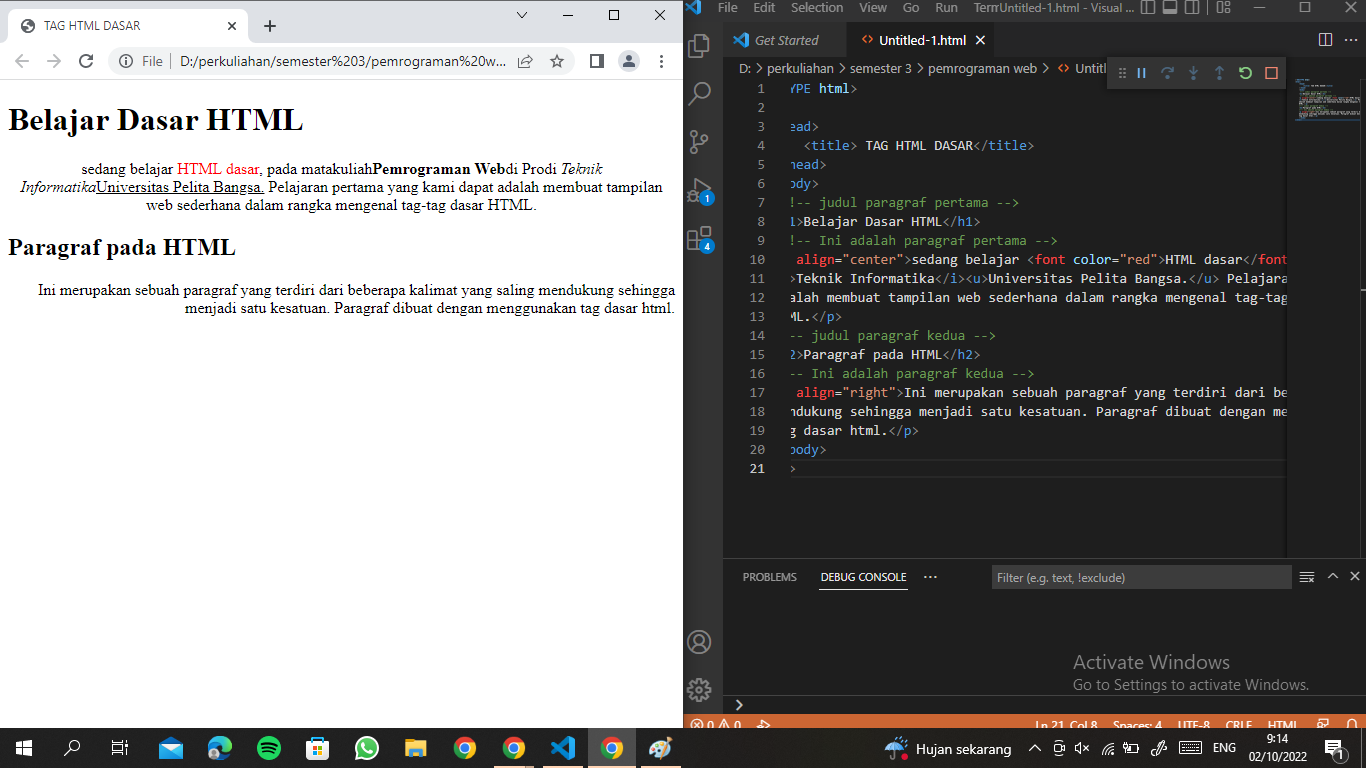 TAG HTML DASAR
File D:/perkuliahan/semester%203/pemrograman%20w...
Belajar Dasar HTML
sedang belajar HTML dasar, pada matakuliahPemrograman Webdi Prodi Teknik
InformatikaUniversitas Pelita Bangsa. Pelajaran pertama yang kami dapat adalah membuat tampilan
web sederhana dalam rangka mengenal tag-tag dasar HTML.
Paragraf pada HTML
Ini merupakan sebuah paragraf yang terdiri dari beberapa kalimat yang saling mendukung sehingga
menjadi satu kesatuan. Paragraf dibuat dengan menggunakan tag dasar html.
File Edit Selection View Go Run Term Untitled-1.html - Visual ...
Get Started Untitled-1.html
D: > perkuliahan > semester 3 > pemrograman web > <> Untitl
1 YPE html>
2
3 ead>
4 <title> TAG HTML DASAR</title>
5 head>
6 ody>
7 !-- judul paragraf pertama -->
8 1>Belajar Dasar HTML</h1>
9 !-- Ini adalah paragraf pertama -->
10 align="center">sedang belajar <font color="red">HTML dasar</font
11 >Teknik Informatika</i><u>Universitas Pelita Bangsa.</u> Pelajara
12 alah membuat tampilan web sederhana dalam rangka mengenal tag-tag
13 ML.</p>
14 -- judul paragraf kedua -->
15 2>Paragraf pada HTML</h2>
16 -- Ini adalah paragraf kedua -->
17 align="right">Ini merupakan sebuah paragraf yang terdiri dari be
18 ndukung sehingga menjadi satu kesatuan. Paragraf dibuat dengan me
19 g dasar html.</p>
20 body>
21 >
1
4
PROBLEMS DEBUG CONSOLE ...
Filter (e.g. text, !exclude)
Activate Windows
Go to Settings to activate Windows.
0 0 Ln 21, Col 8 Spaces: 4 UTF-8 CRLF HTML
Hujan sekarang ENG 9:14
02/10/2022 1